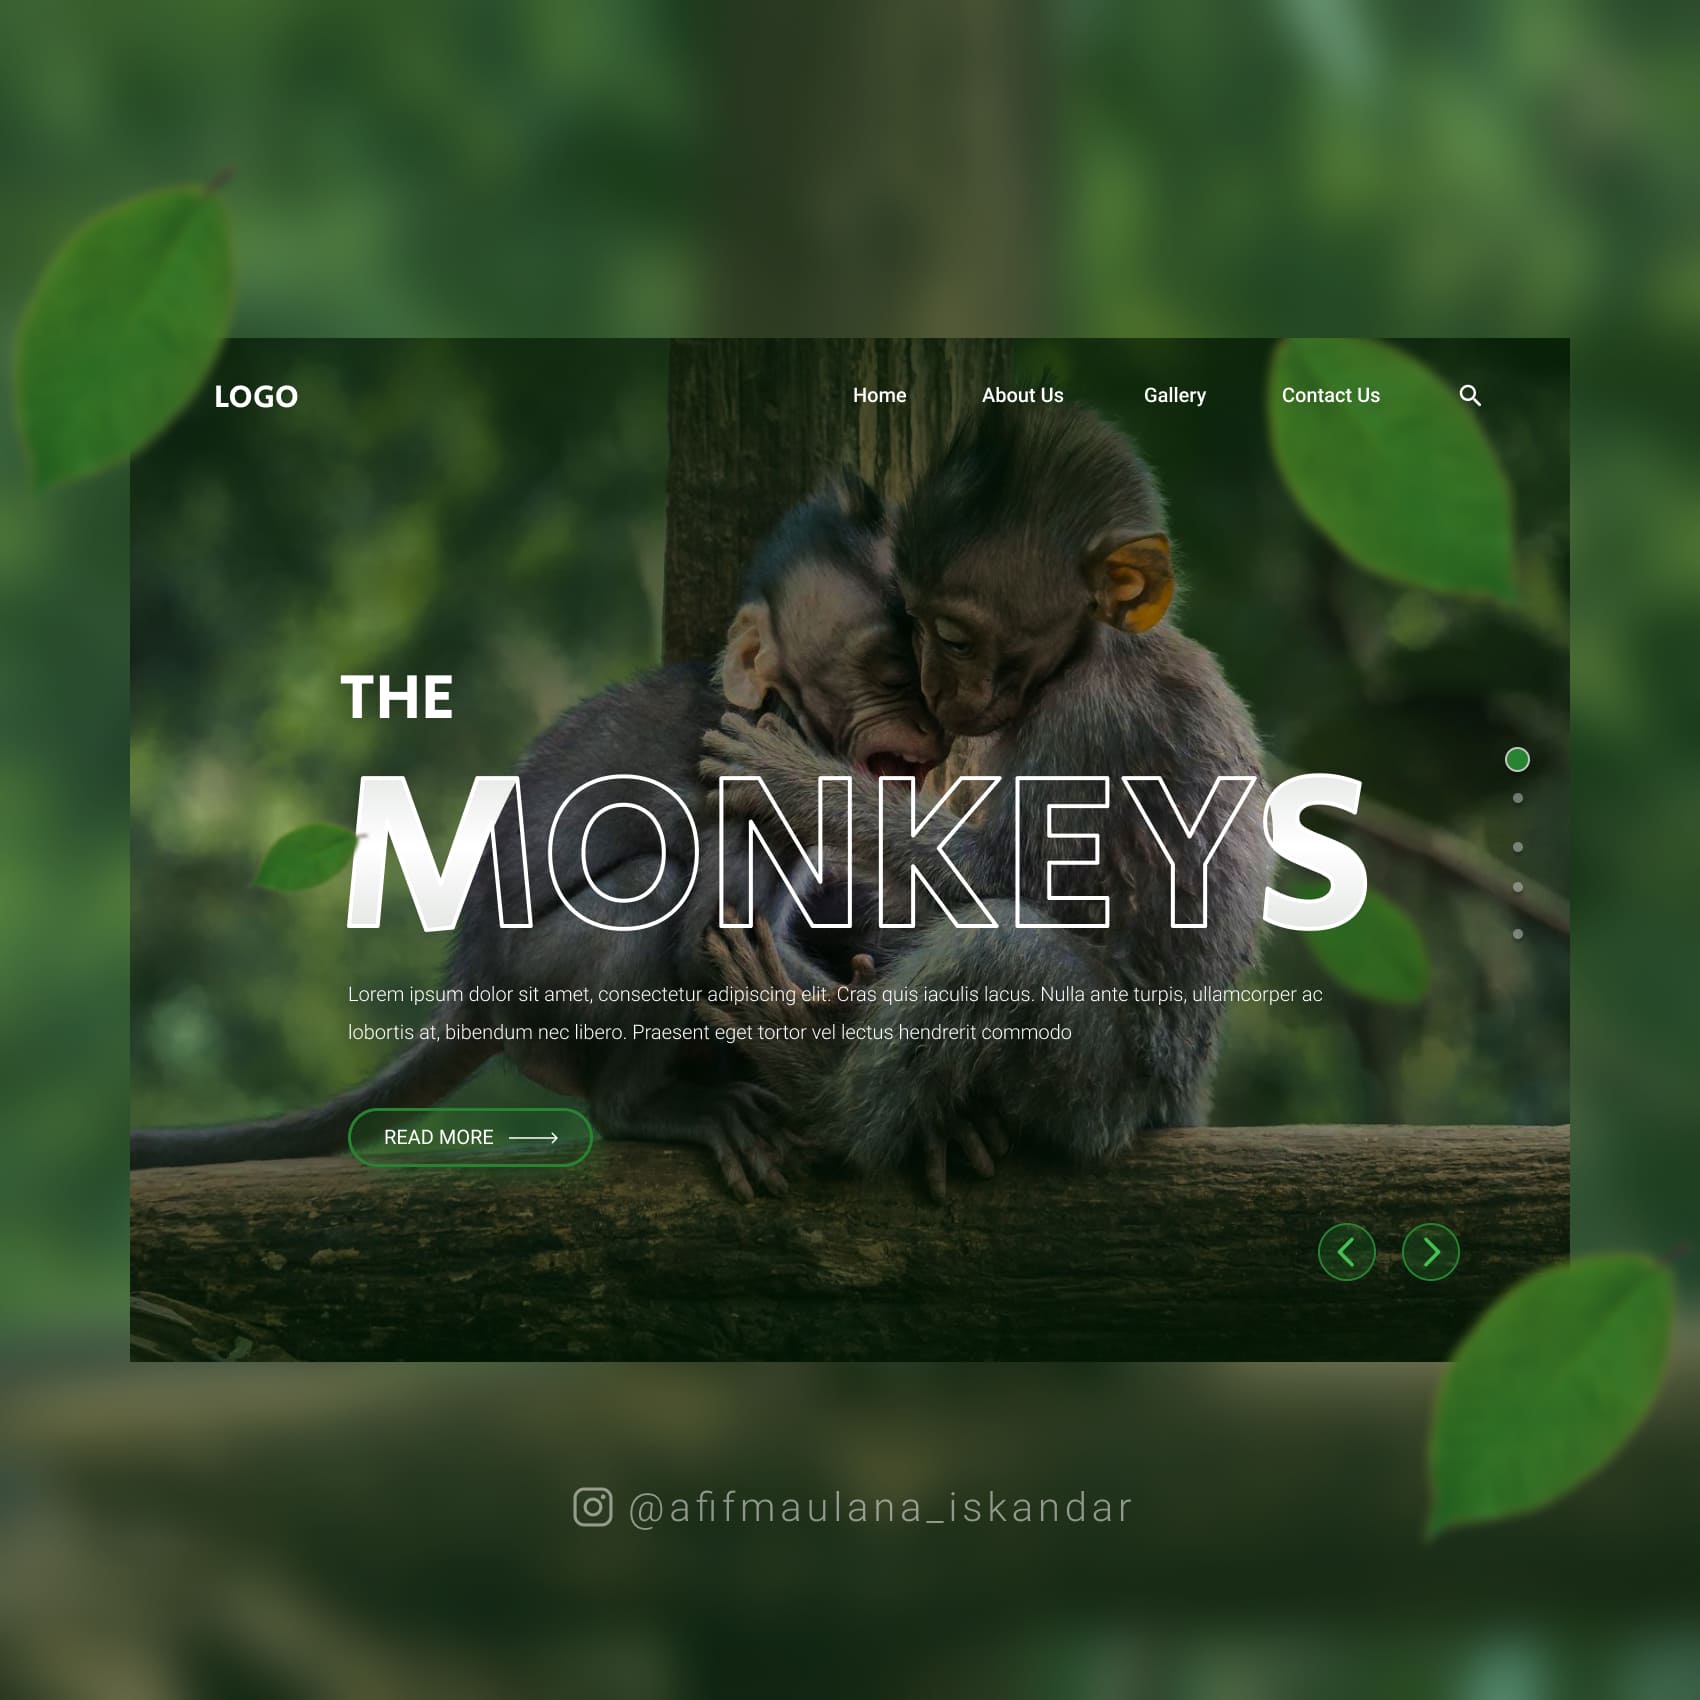 LOGO
Home About Us Gallery Contact Us
THE
MONKEYS
Lorem ipsum dolor sit amet, consectetur adipiscing elit. Cras quis iaculis lacus. Nulla ante turpis, ullamcorper ac
lobortis at, bibendum nec libero. Praesent eget tortor vel lectus hendrerit commodo
READ MORE
@afifmaulana_iskandar